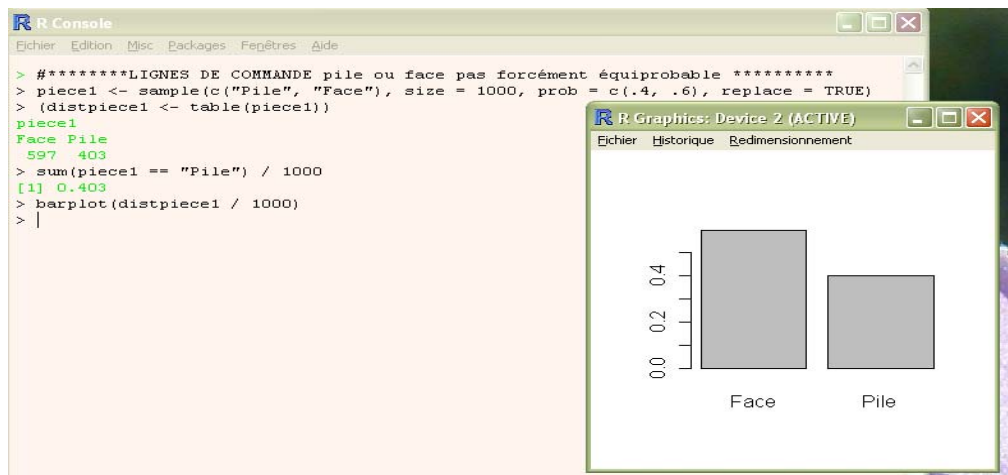 R R Console
Fichier Edition Misc Packages Fenêtres Aide
> #********LIGNES DE COMMANDE pile ou face pas forcément équiprobable **********
> piece1 <- sample(c("Pile", "Face"), size = 1000, prob = c(.4, .6), replace = TRUE)
> (distpiece1 <- table(piece1))
piece1
Face Pile
597 403
> sum(piece1 == "Pile") / 1000
[1] 0.403
> barplot(distpiece1 / 1000)
>
R R Graphics: Device 2 (ACTIVE)
Fichier Historique Redimensionnement
0.4
0.2
0.0
Face Pile